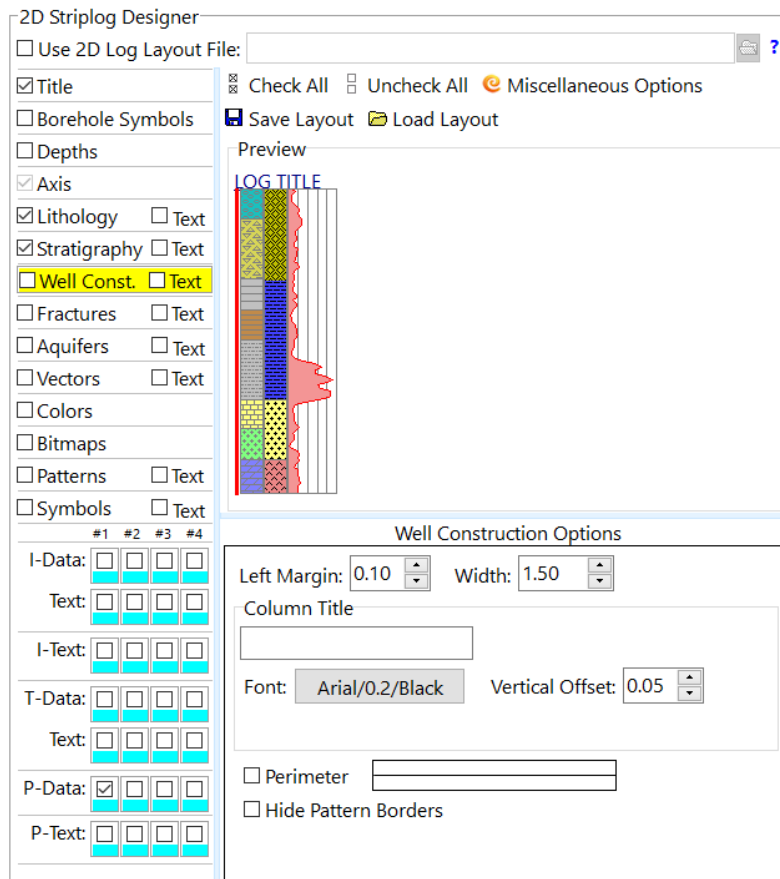 2D Striplog Designer
Use 2D Log Layout File: ?
Title
Borehole Symbols
Depths
Axis
Lithology Text
Stratigraphy Text
Well Const. Text
Fractures Text
Aquifers Text
Vectors Text
Colors
Bitmaps
Patterns Text
Symbols Text
#1 #2 #3 #4
I-Data:
Text:
I-Text:
T-Data:
Text:
P-Data:
P-Text:
Check All Uncheck All Miscellaneous Options
Save Layout Load Layout
Preview
LOG TITLE
Well Construction Options
Left Margin: 0.10 Width: 1.50
Column Title
Font: Arial/0.2/Black Vertical Offset: 0.05
Perimeter
Hide Pattern Borders